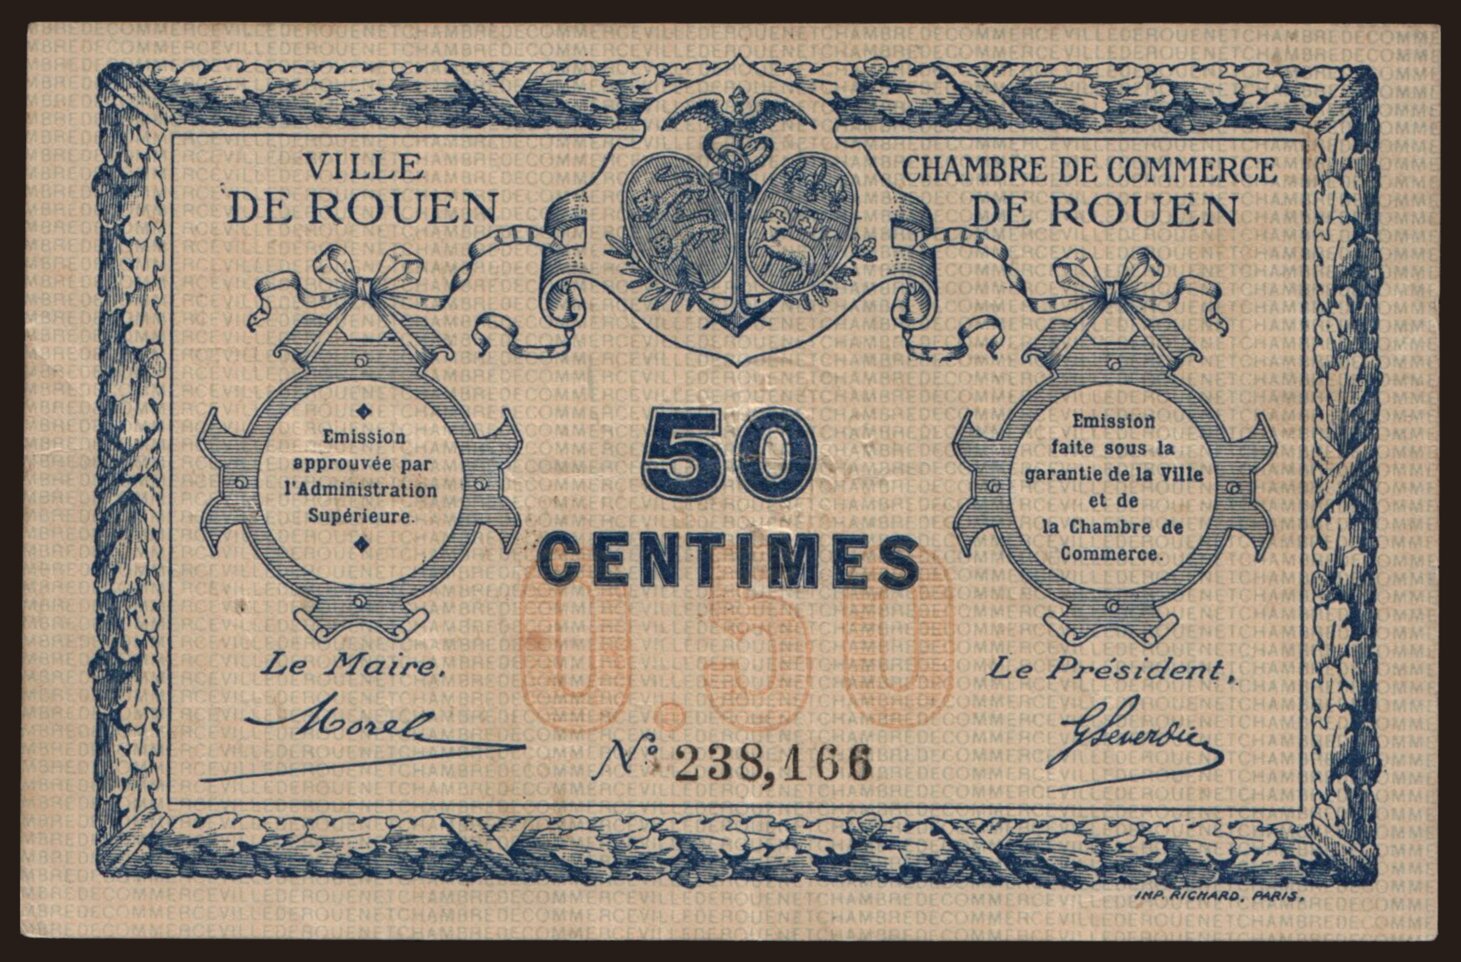 VILLE
DE ROUEN
CHAMBRE DE COMMERCE
DE ROUEN
Emission
approuvée par
l'Administration
Supérieure.
50
CENTIMES
0.50
Emission
faite sous la
garantie de la Ville
et de
la Chambre de
Commerce.
Le Maire,
Morel
Le Président,
N° 238,166
IMP. RICHARD. PARIS.